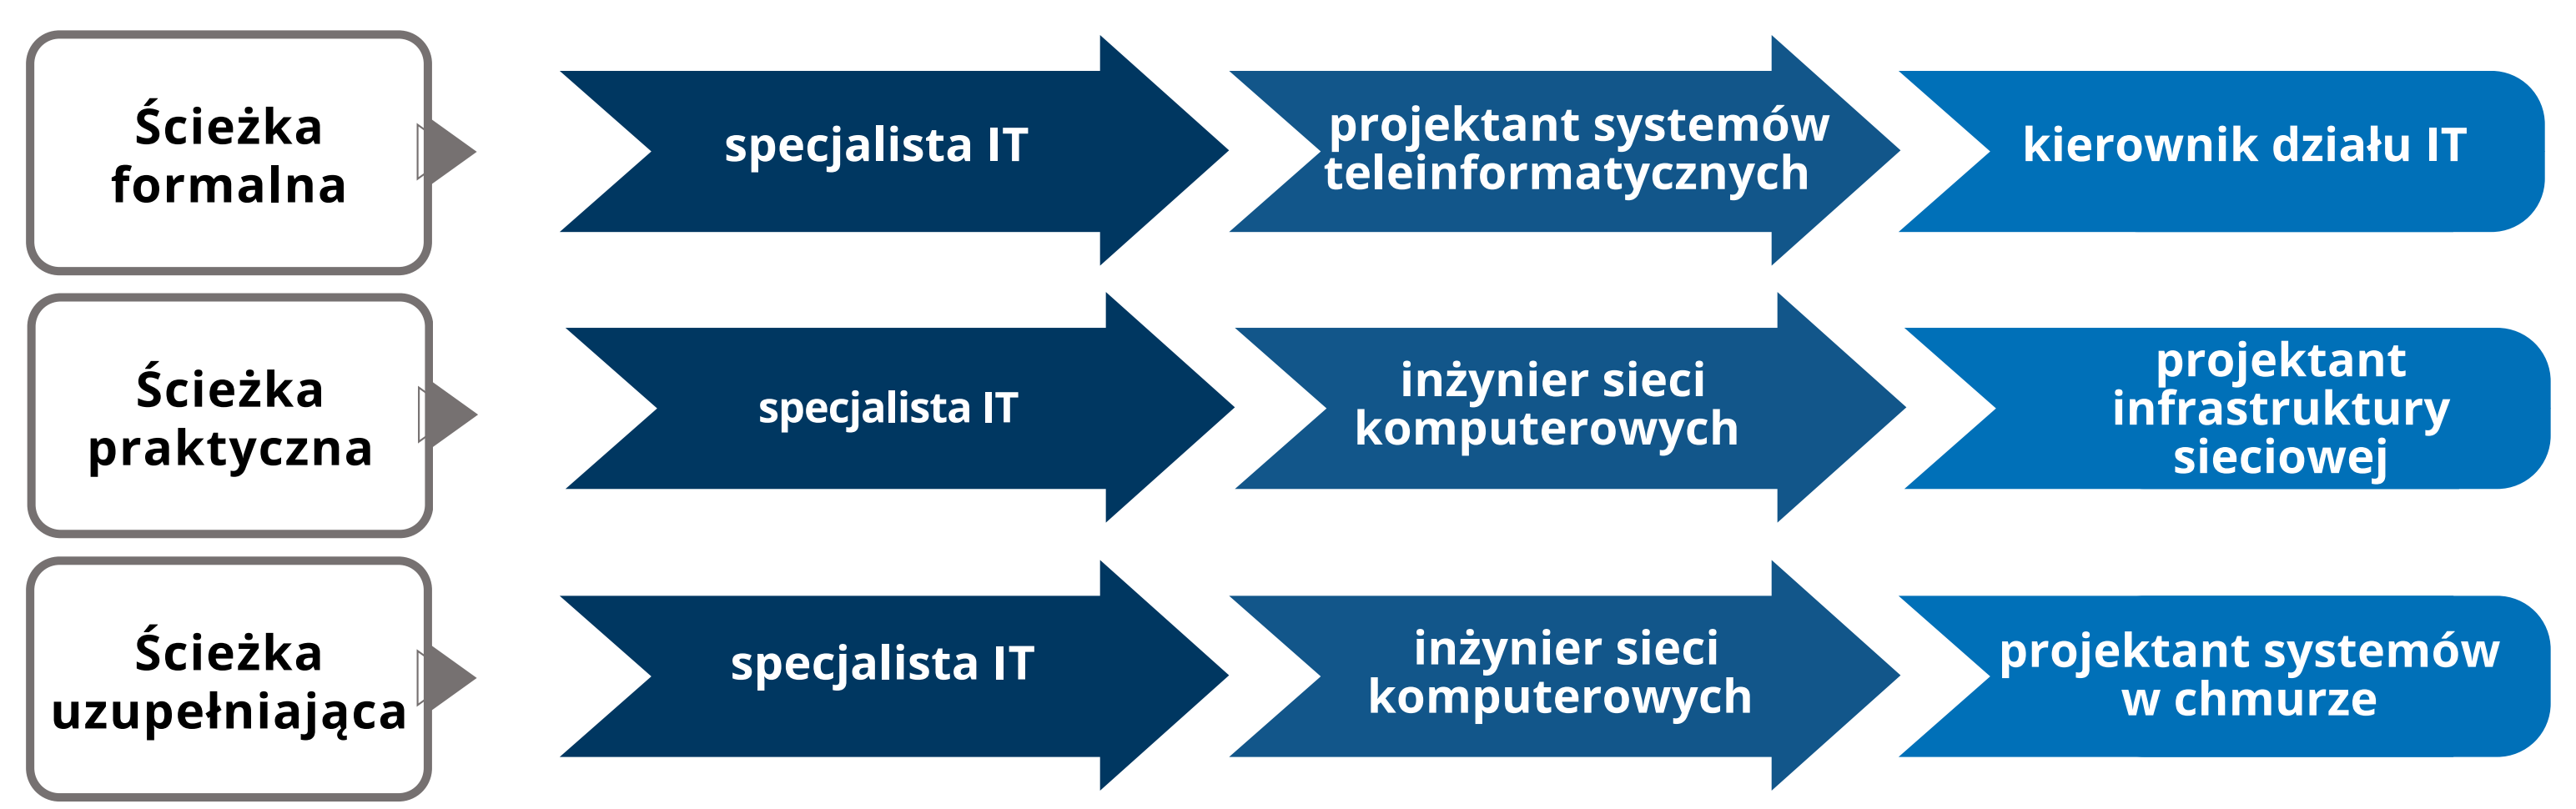 Ścieżka
formalna
specjalista IT
projektant systemów
teleinformatycznych
kierownik działu IT
Ścieżka
praktyczna
specjalista IT
inżynier sieci
komputerowych
projektant
infrastruktury
sieciowej
Ścieżka
uzupełniająca
specjalista IT
inżynier sieci
komputerowych
projektant systemów
w chmurze